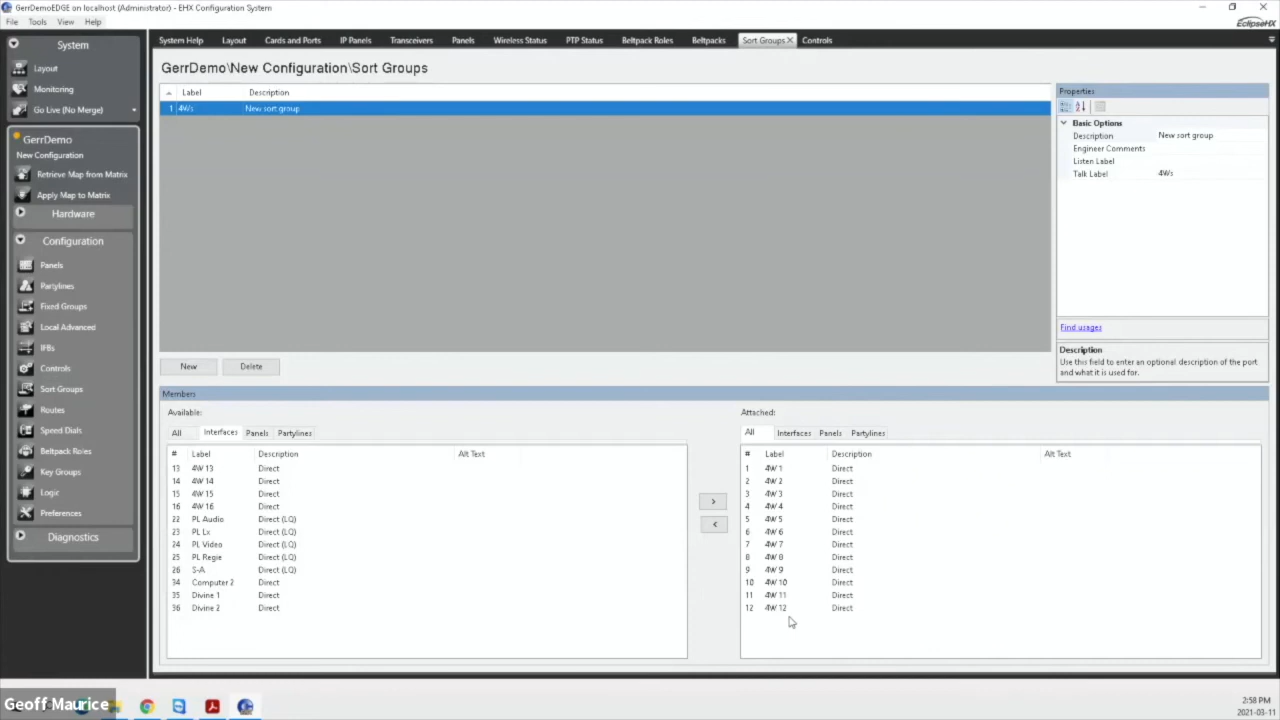 GerrDemoEDGE on localhost (Administrator) - EHX Configuration System
File Tools View Help
EclipseHX
System
Layout
Monitoring
Go Live (No Merge)
GerrDemo
New Configuration
Retrieve Map from Matrix
Apply Map to Matrix
Hardware
Configuration
Panels
Partylines
Fixed Groups
Local Advanced
IFBs
Controls
Sort Groups
Routes
Speed Dials
Beltpack Roles
Key Groups
Logic
Preferences
Diagnostics
System Help Layout Cards and Ports IP Panels Transceivers Panels Wireless Status PTP Status Beltpack Roles Beltpacks Sort Groups X Controls
GerrDemo\New Configuration\Sort Groups
Label Description
1 4Ws New sort group
New Delete
Properties
Basic Options
Description New sort group
Engineer Comments
Listen Label
Talk Label 4Ws
Find usages
Description
Use this field to enter an optional description of the port
and what it is used for.
Members
Available:
All Interfaces Panels Partylines
# Label Description Alt Text
13 4W 13 Direct
14 4W 14 Direct
15 4W 15 Direct
16 4W 16 Direct
22 PL Audio Direct (LQ)
23 PL Lx Direct (LQ)
24 PL Video Direct (LQ)
25 PL Regie Direct (LQ)
26 S-A Direct (LQ)
34 Computer 2 Direct
35 Divine 1 Direct
36 Divine 2 Direct
>
<
Attached:
All Interfaces Panels Partylines
# Label Description Alt Text
1 4W 1 Direct
2 4W 2 Direct
3 4W 3 Direct
4 4W 4 Direct
5 4W 5 Direct
6 4W 6 Direct
7 4W 7 Direct
8 4W 8 Direct
9 4W 9 Direct
10 4W 10 Direct
11 4W 11 Direct
12 4W 12 Direct
Geoff Maurice
2:58 PM
2021-03-11